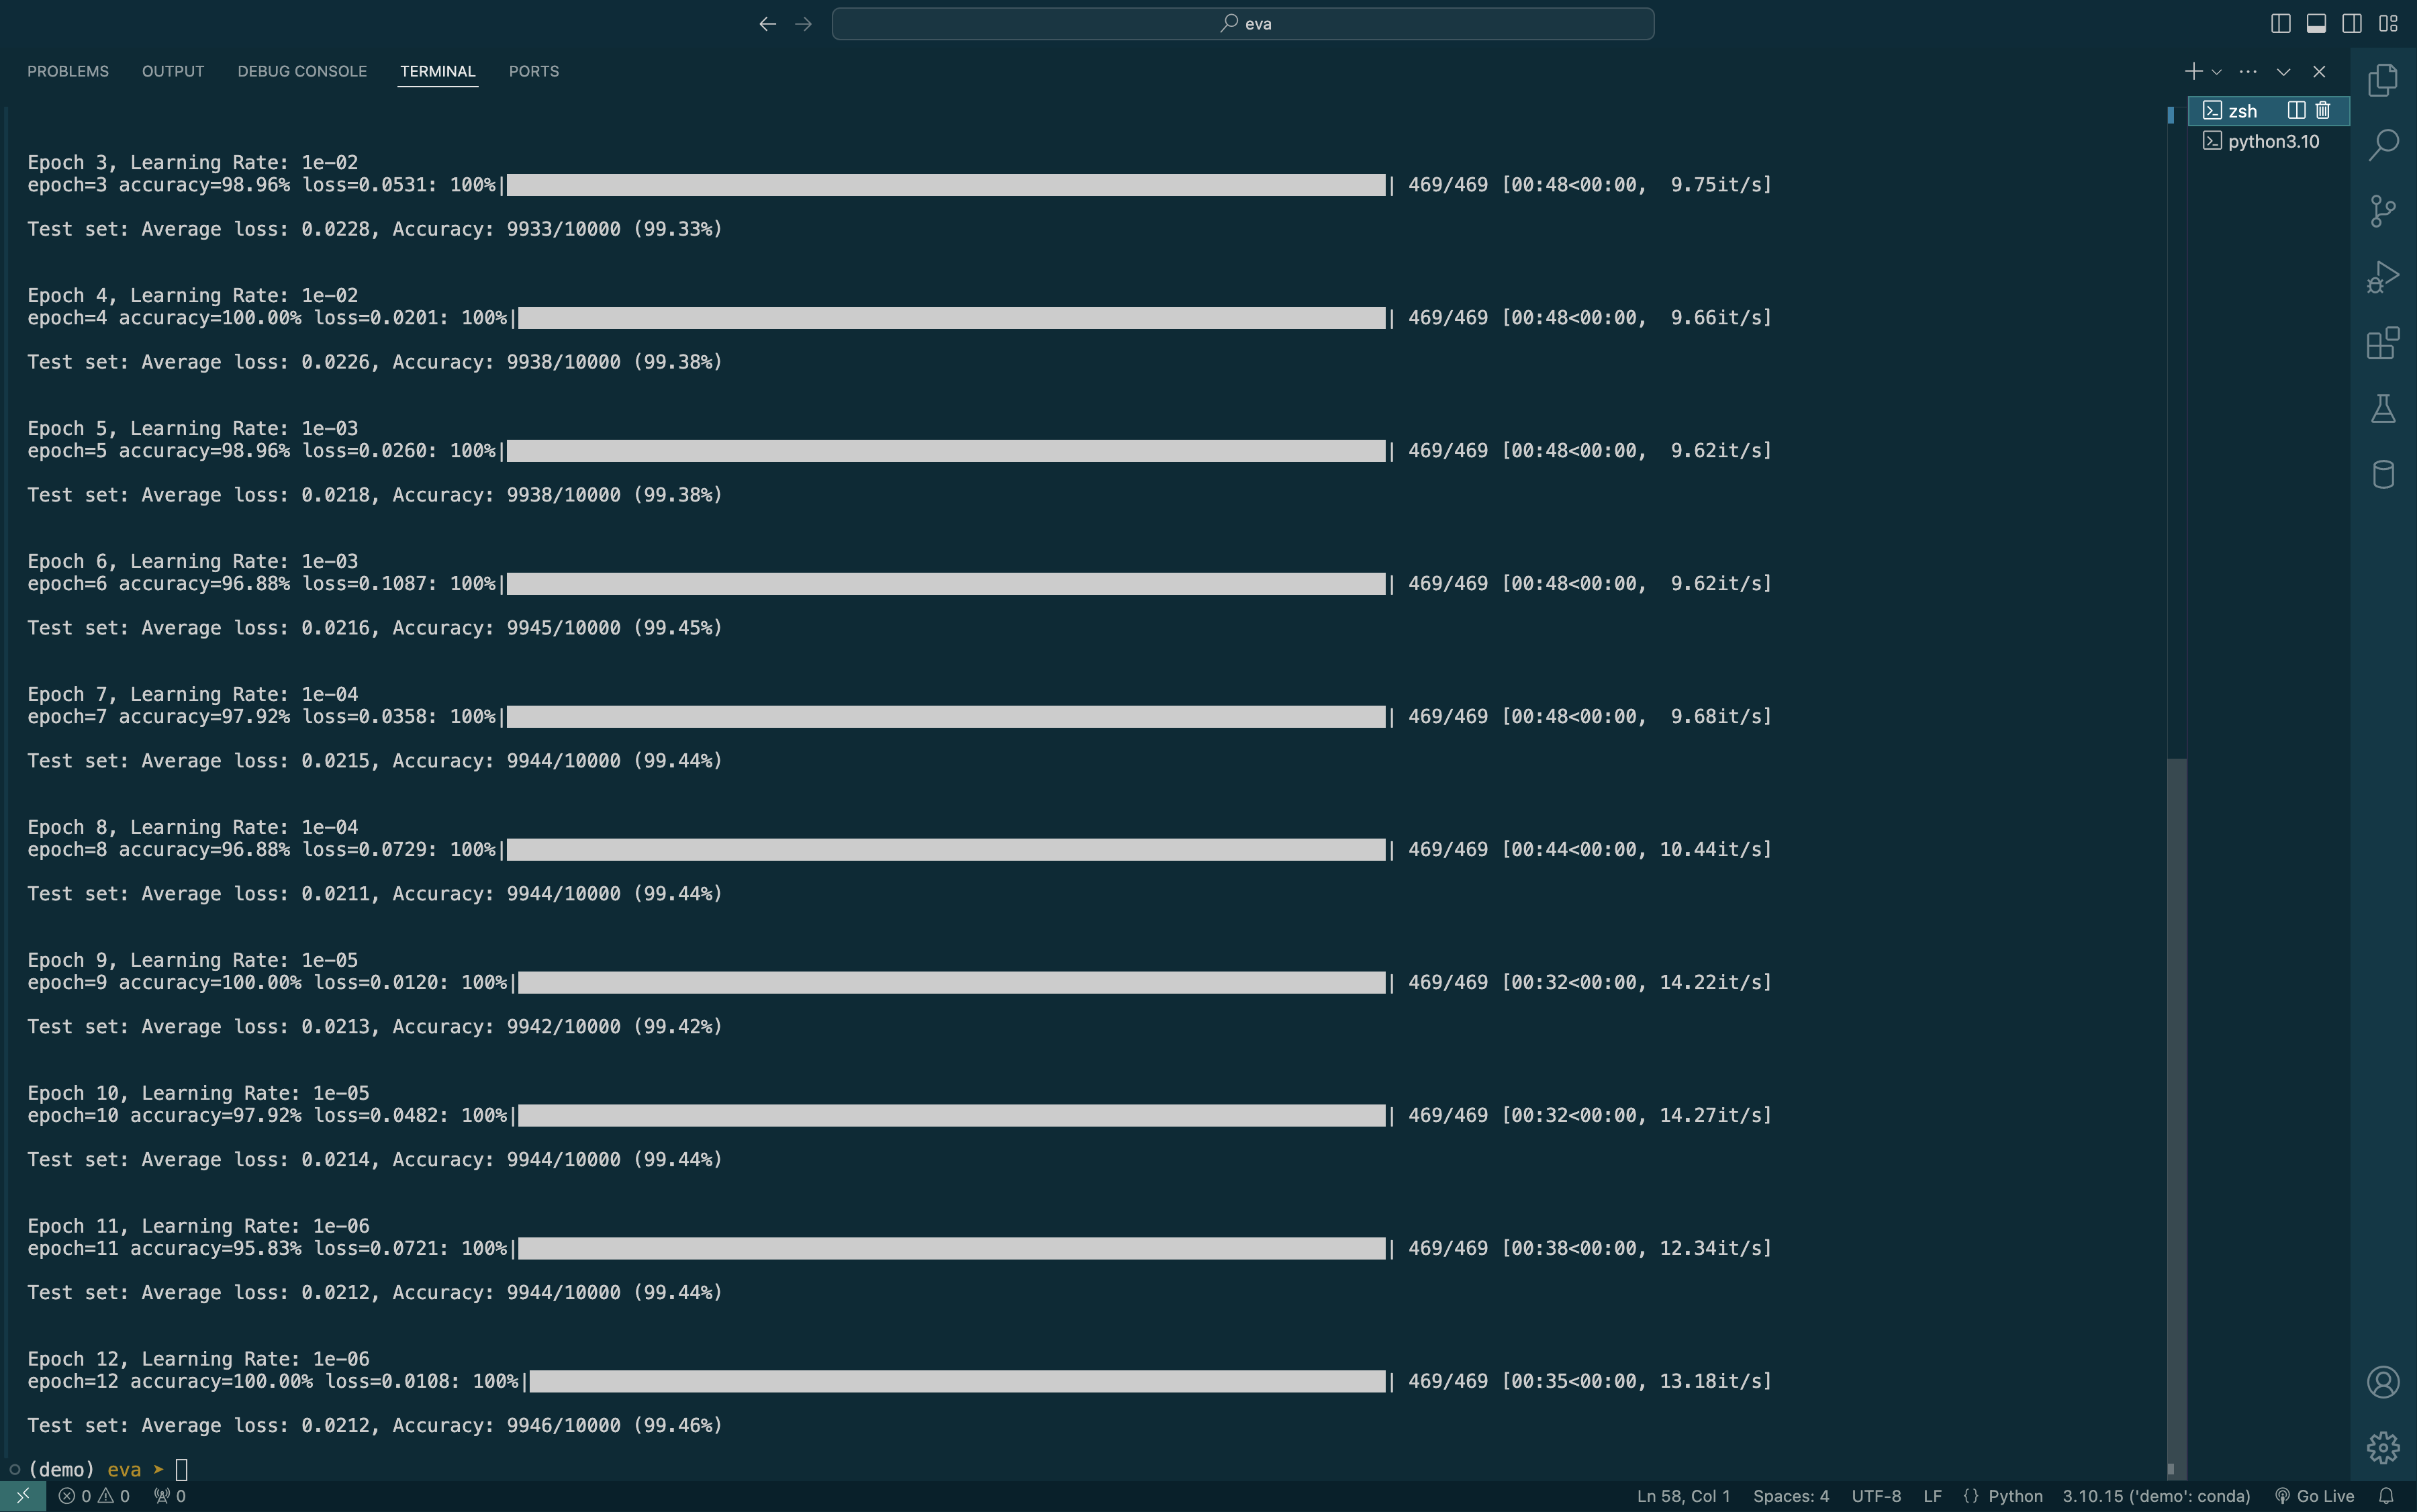 eva
PROBLEMS OUTPUT DEBUG CONSOLE TERMINAL PORTS
zsh
python3.10
Epoch 3, Learning Rate: 1e-02
epoch=3 accuracy=98.96% loss=0.0531: 100%| | 469/469 [00:48<00:00, 9.75it/s]
Test set: Average loss: 0.0228, Accuracy: 9933/10000 (99.33%)
Epoch 4, Learning Rate: 1e-02
epoch=4 accuracy=100.00% loss=0.0201: 100%| | 469/469 [00:48<00:00, 9.66it/s]
Test set: Average loss: 0.0226, Accuracy: 9938/10000 (99.38%)
Epoch 5, Learning Rate: 1e-03
epoch=5 accuracy=98.96% loss=0.0260: 100%| | 469/469 [00:48<00:00, 9.62it/s]
Test set: Average loss: 0.0218, Accuracy: 9938/10000 (99.38%)
Epoch 6, Learning Rate: 1e-03
epoch=6 accuracy=96.88% loss=0.1087: 100%| | 469/469 [00:48<00:00, 9.62it/s]
Test set: Average loss: 0.0216, Accuracy: 9945/10000 (99.45%)
Epoch 7, Learning Rate: 1e-04
epoch=7 accuracy=97.92% loss=0.0358: 100%| | 469/469 [00:48<00:00, 9.68it/s]
Test set: Average loss: 0.0215, Accuracy: 9944/10000 (99.44%)
Epoch 8, Learning Rate: 1e-04
epoch=8 accuracy=96.88% loss=0.0729: 100%| | 469/469 [00:44<00:00, 10.44it/s]
Test set: Average loss: 0.0211, Accuracy: 9944/10000 (99.44%)
Epoch 9, Learning Rate: 1e-05
epoch=9 accuracy=100.00% loss=0.0120: 100%| | 469/469 [00:32<00:00, 14.22it/s]
Test set: Average loss: 0.0213, Accuracy: 9942/10000 (99.42%)
Epoch 10, Learning Rate: 1e-05
epoch=10 accuracy=97.92% loss=0.0482: 100%| | 469/469 [00:32<00:00, 14.27it/s]
Test set: Average loss: 0.0214, Accuracy: 9944/10000 (99.44%)
Epoch 11, Learning Rate: 1e-06
epoch=11 accuracy=95.83% loss=0.0721: 100%| | 469/469 [00:38<00:00, 12.34it/s]
Test set: Average loss: 0.0212, Accuracy: 9944/10000 (99.44%)
Epoch 12, Learning Rate: 1e-06
epoch=12 accuracy=100.00% loss=0.0108: 100%| | 469/469 [00:35<00:00, 13.18it/s]
Test set: Average loss: 0.0212, Accuracy: 9946/10000 (99.46%)
(demo) eva ➤
0 0 0 Ln 58, Col 1 Spaces: 4 UTF-8 LF {} Python 3.10.15 ('demo': conda) Go Live